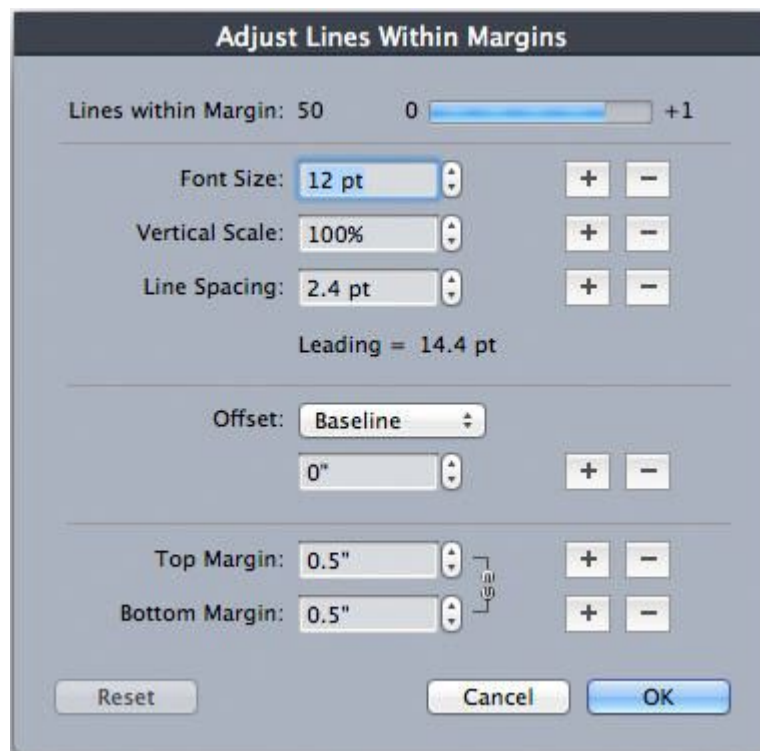 Adjust Lines Within Margins
Lines within Margin: 50 0 +1
Font Size: 12 pt + −
Vertical Scale: 100% + −
Line Spacing: 2.4 pt + −
Leading = 14.4 pt
Offset: Baseline
0" + −
Top Margin: 0.5" + −
Bottom Margin: 0.5" + −
Reset Cancel OK